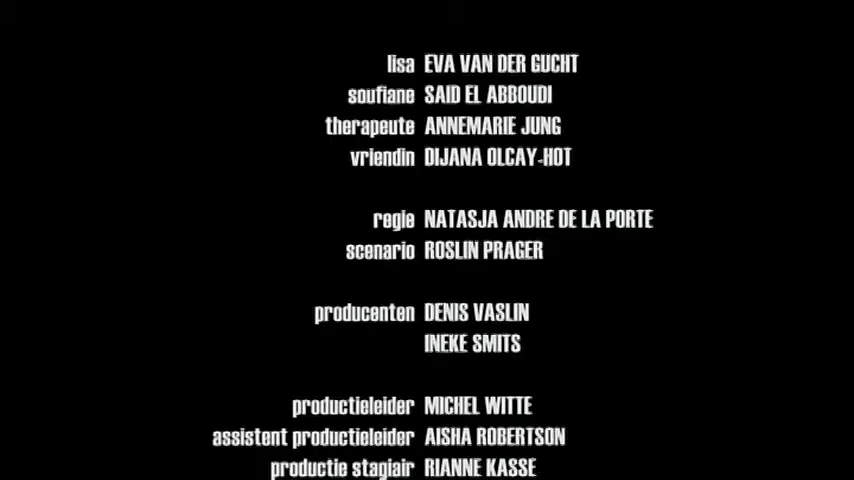 lisa EVA VAN DER GUCHT
soufiane SAID EL ABBOUDI
therapeute ANNEMARIE JUNG
vriendin DIJANA OLCAY-HOT
regie NATASJA ANDRE DE LA PORTE
scenario ROSLIN PRAGER
producenten DENIS VASLIN
INEKE SMITS
productieleider MICHEL WITTE
assistent productieleider AISHA ROBERTSON
productie stagiair RIANNE KASSE